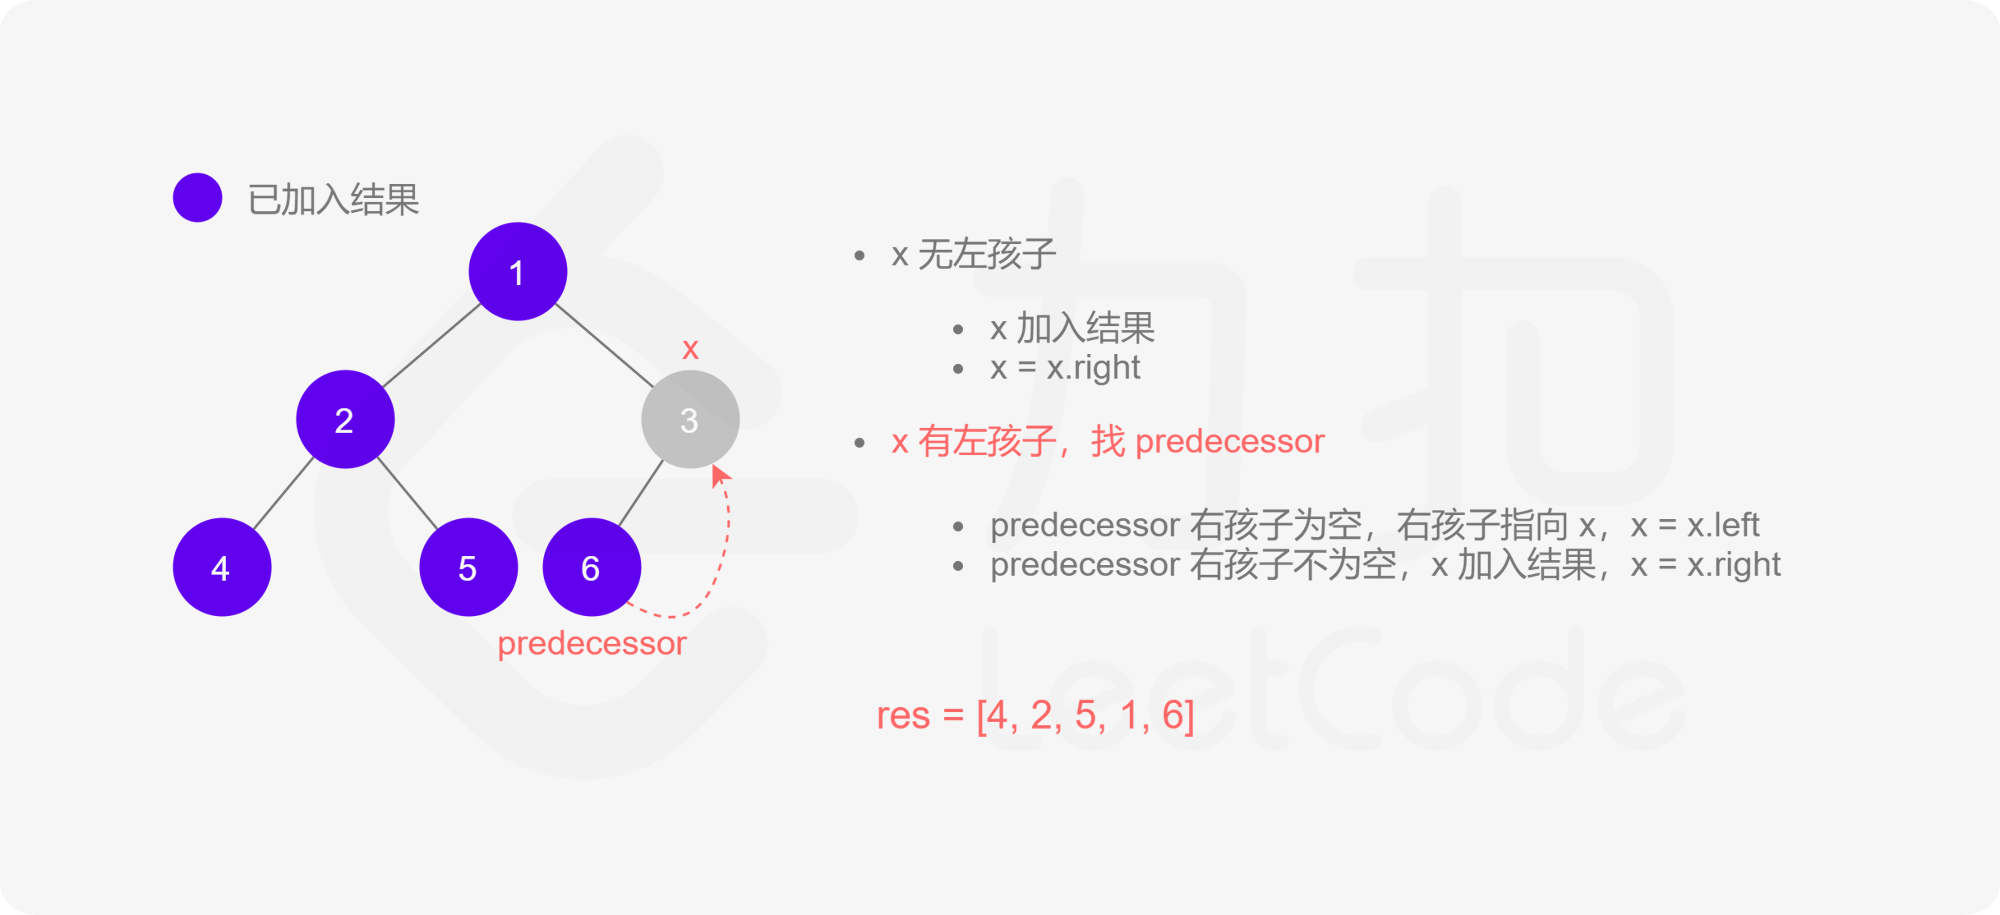 已加入结果
1
x
2
3
4
5
6
predecessor
x 无左孩子
x 加入结果
x = x.right
x 有左孩子，找 predecessor
predecessor 右孩子为空，右孩子指向 x，x = x.left
predecessor 右孩子不为空，x 加入结果，x = x.right
res = [4, 2, 5, 1, 6]
力扣
LeetCode